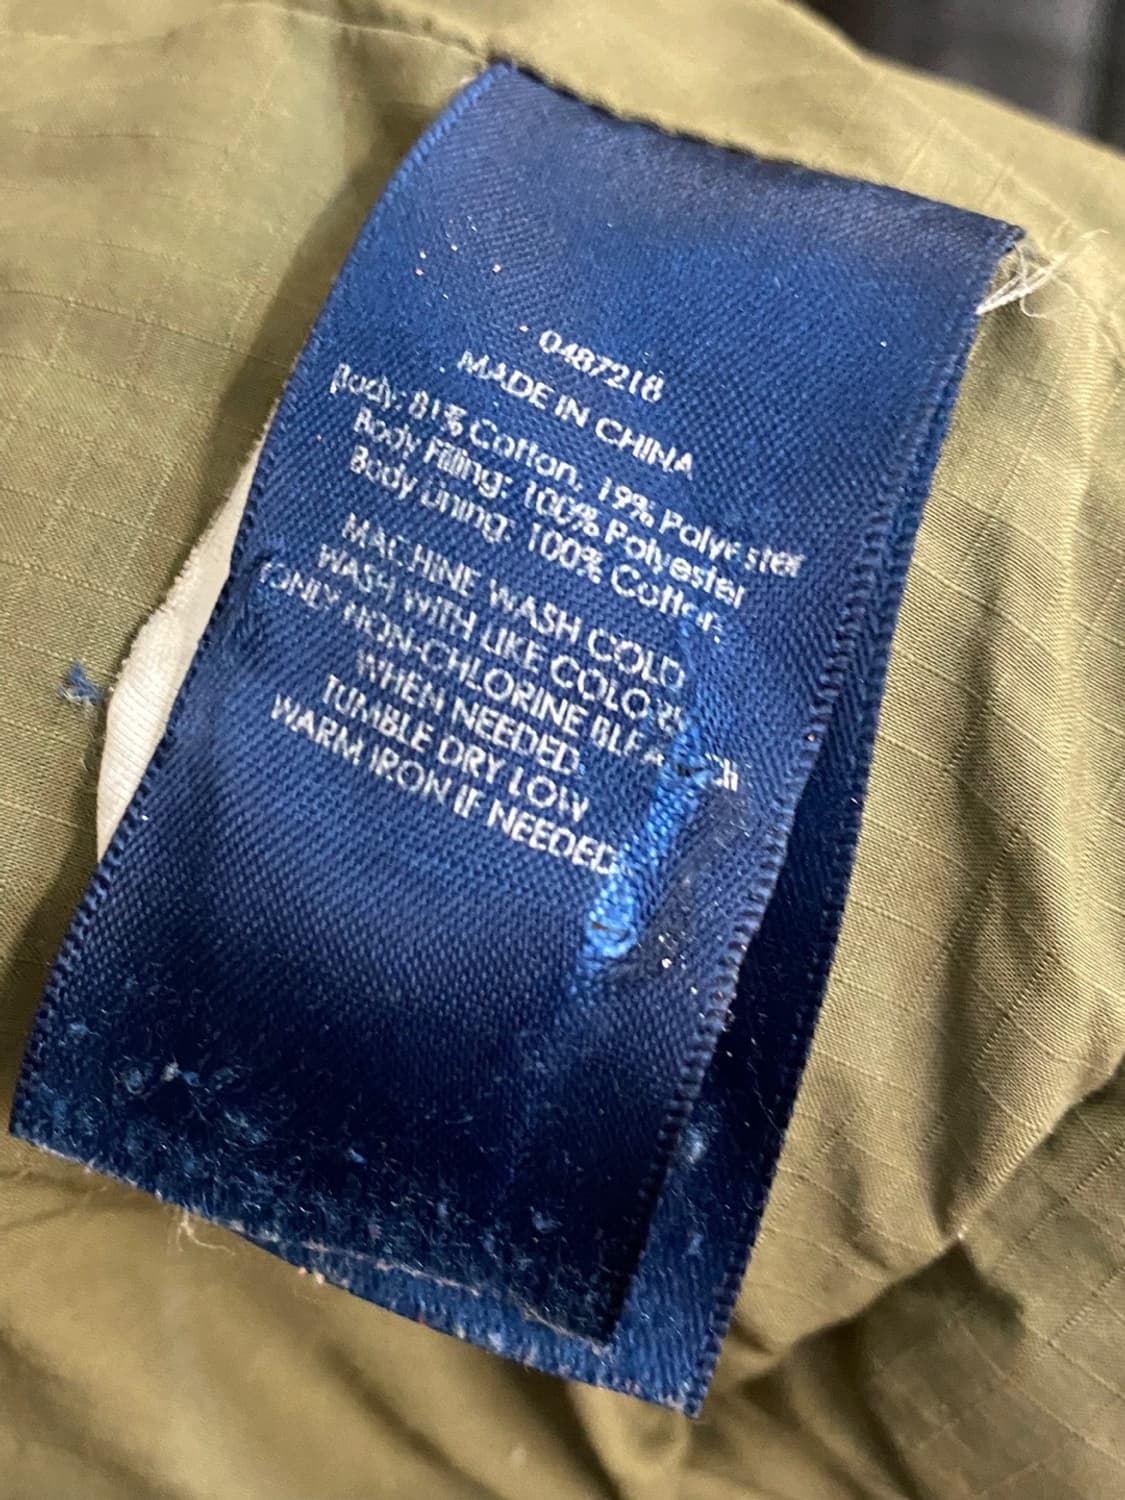 0487218
MADE IN CHINA
Body: 81% Cotton, 19% Polyester
Body Filling: 100% Polyester
Body Lining: 100% Cotton
MACHINE WASH COLD
WASH WITH LIKE COLORS
ONLY NON-CHLORINE BLEACH
WHEN NEEDED.
TUMBLE DRY LOW
WARM IRON IF NEEDED